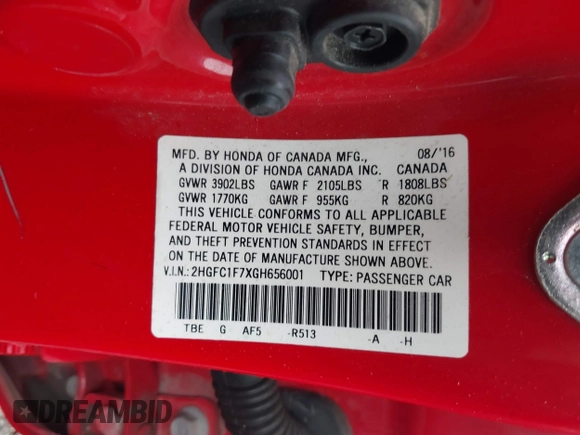 MFD. BY HONDA OF CANADA MFG., 08/'16
A DIVISION OF HONDA CANADA INC. CANADA
GVWR 3902LBS GAWR F 2105LBS R 1808LBS
GVWR 1770KG GAWR F 955KG R 820KG
THIS VEHICLE CONFORMS TO ALL APPLICABLE
FEDERAL MOTOR VEHICLE SAFETY, BUMPER,
AND THEFT PREVENTION STANDARDS IN EFFECT
ON THE DATE OF MANUFACTURE SHOWN ABOVE.
V.I.N.: 2HGFC1F7XGH656001 TYPE: PASSENGER CAR
TBE G AF5 -R513 -A -H
DREAMBID